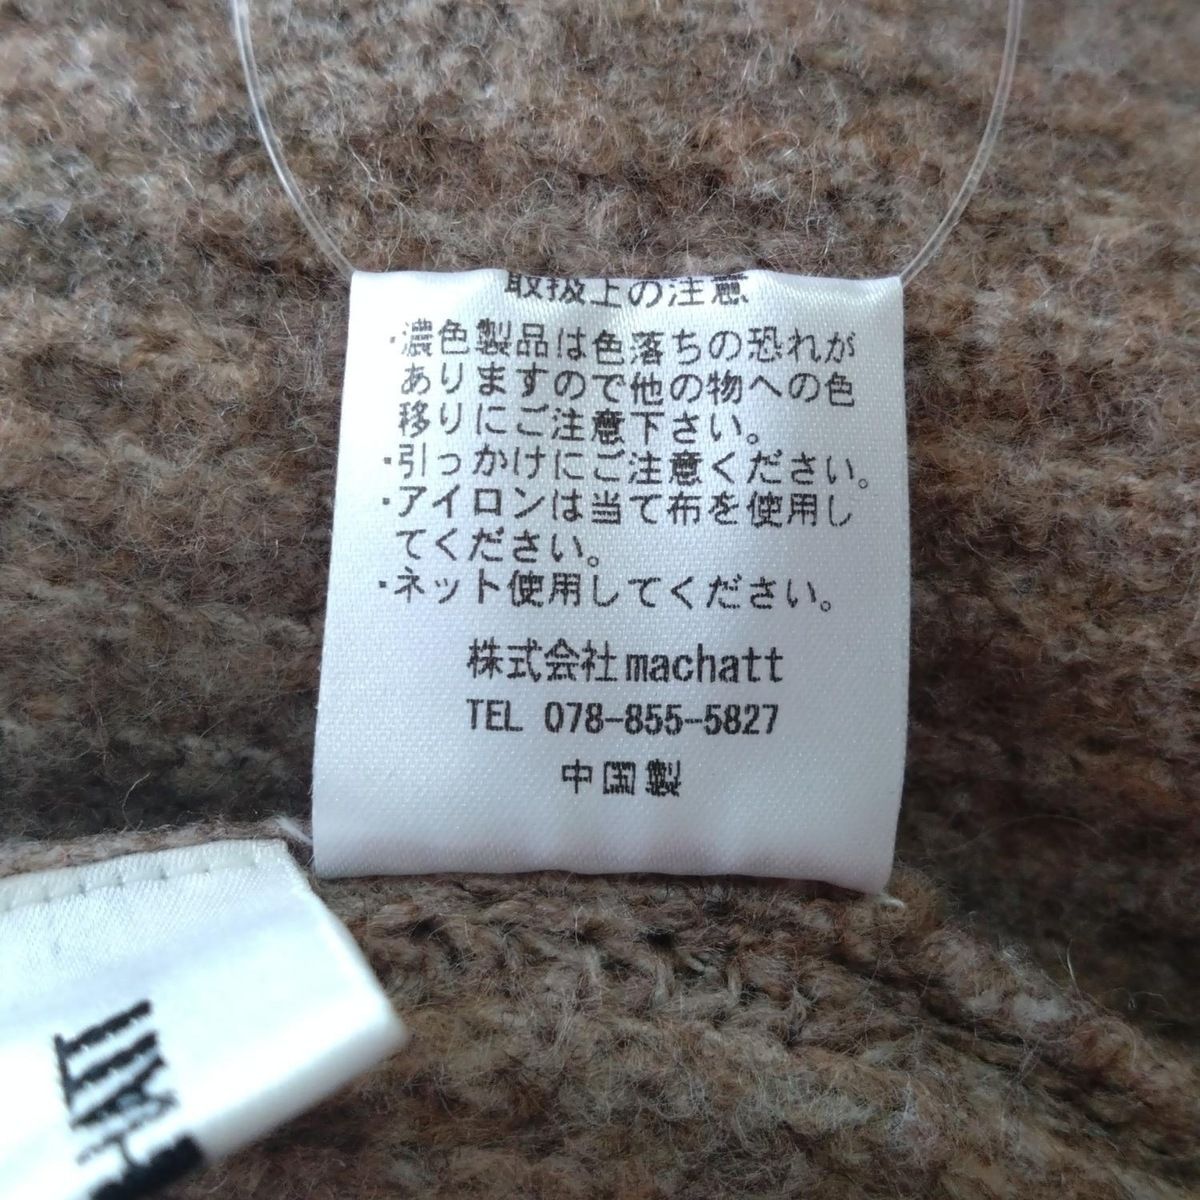 取扱上の注意
・濃色製品は色落ちの恐れが
ありますので他の物への色
移りにご注意下さい。
・引っかけにご注意ください。
・アイロンは当て布を使用し
てください。
・ネット使用してください。
株式会社machatt
TEL 078-855-5827
中国製